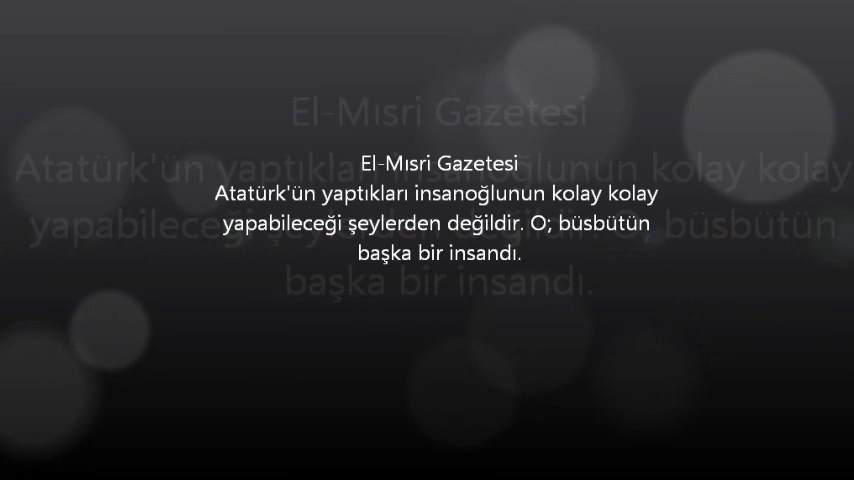 El-Mısri Gazetesi
Atatürk'ün yaptıkları insanoğlunun kolay kolay
yapabileceği şeylerden değildir. O; büsbütün
başka bir insandı.